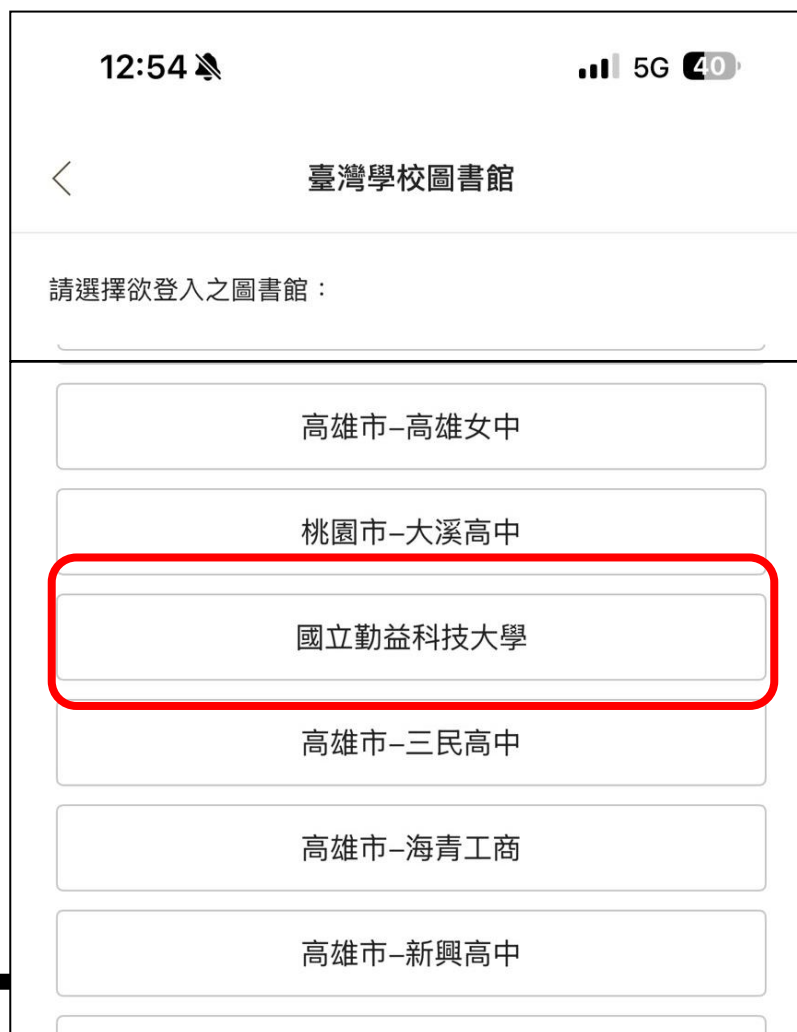 12:54 5G 40
臺灣學校圖書館
請選擇欲登入之圖書館：
高雄市–高雄女中
桃園市–大溪高中
國立勤益科技大學
高雄市–三民高中
高雄市–海青工商
高雄市–新興高中